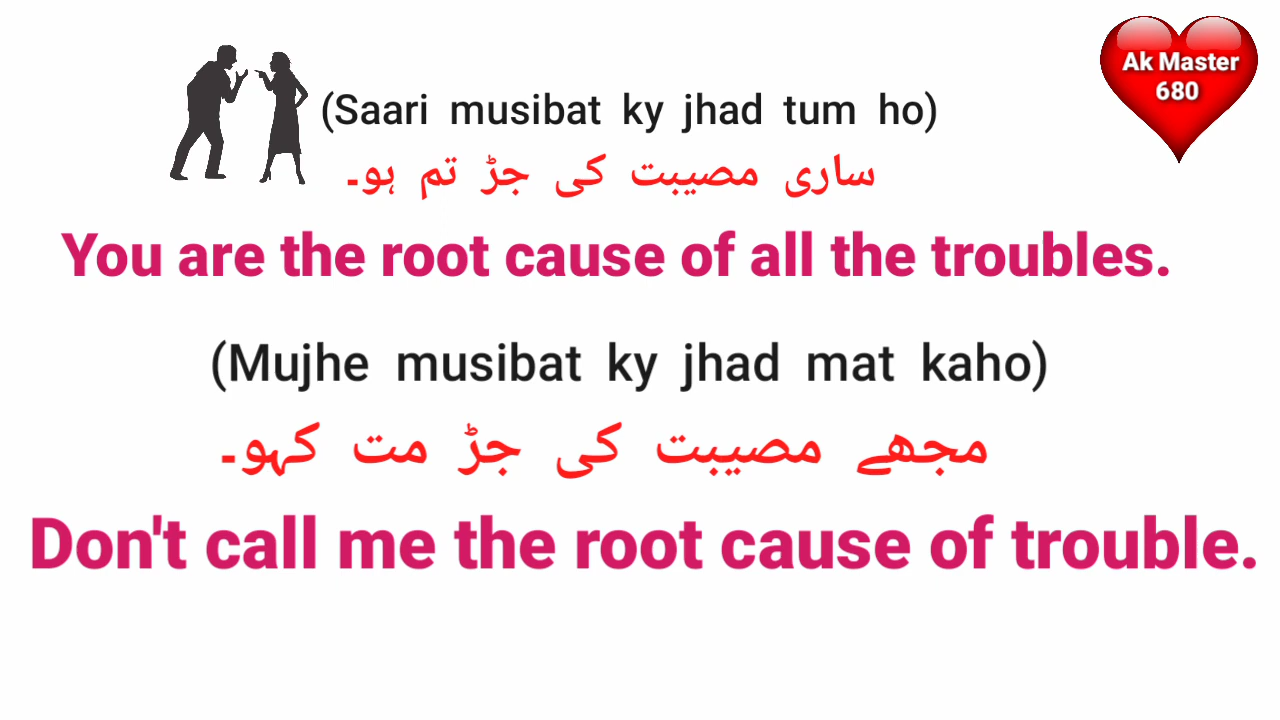 Ak Master
680
(Saari musibat ky jhad tum ho)
ساری مصیبت کی جڑ تم ہو۔
You are the root cause of all the troubles.
(Mujhe musibat ky jhad mat kaho)
مجھے مصیبت کی جڑ مت کہو۔
Don't call me the root cause of trouble.